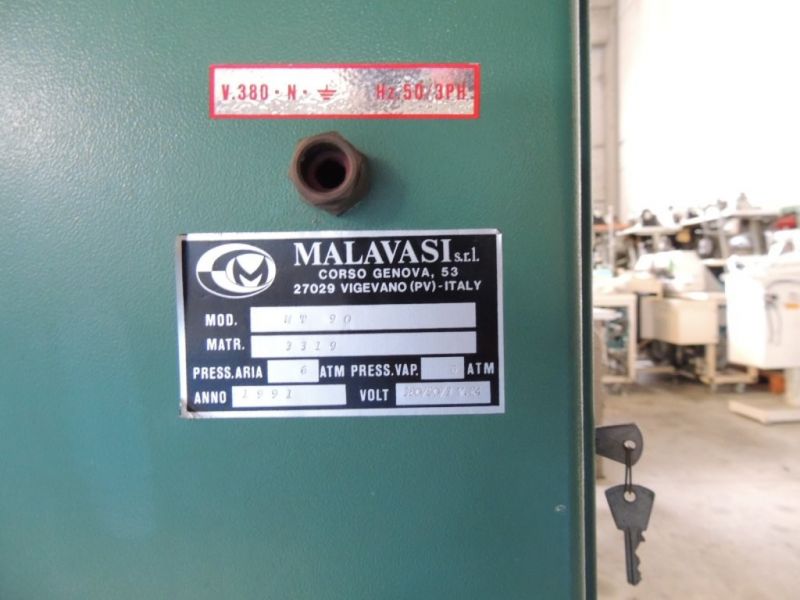 V.380 · N · ⏚ Hz.50/3PH
MALAVASI s.r.l.
CORSO GENOVA, 53
27029 VIGEVANO (PV) - ITALY
MOD. UT 90
MATR. 3319
PRESS.ARIA 6 ATM PRESS.VAP. ATM
ANNO 1991 VOLT